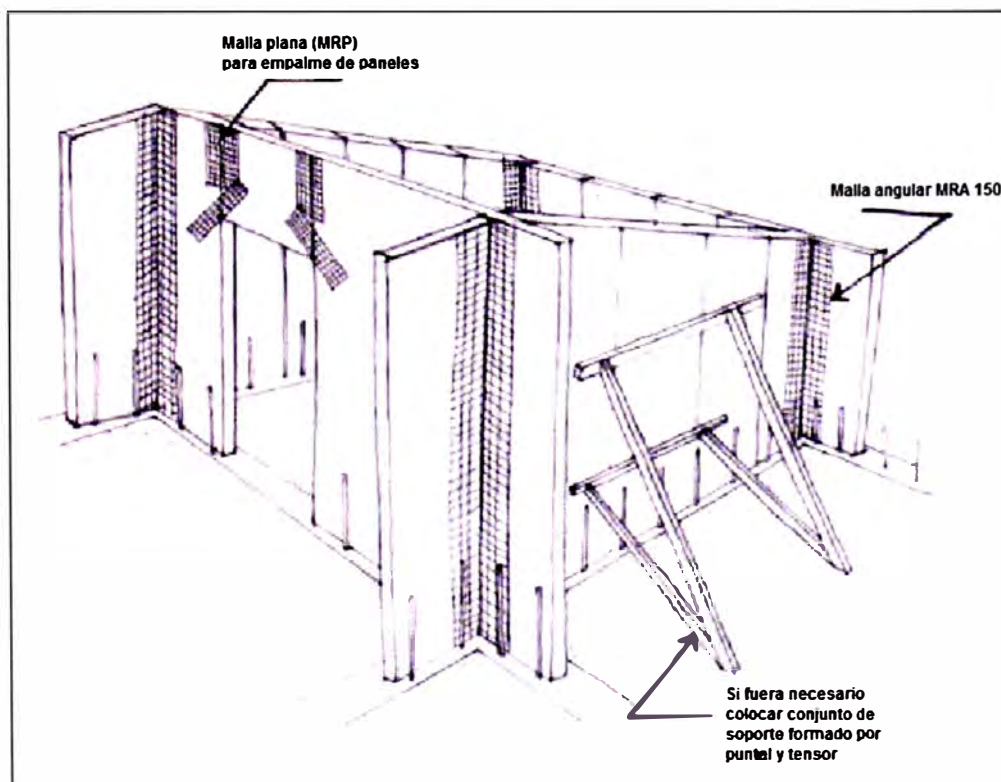 Malla plana (MRP)
para empalme de paneles
Malla angular MRA 150
Si fuera necesario
colocar conjunto de
soporte formado por
puntal y tensor